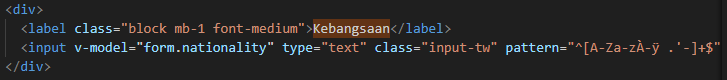 <div>
<label class="block mb-1 font-medium">Kebangsaan</label>
<input v-model="form.nationality" type="text" class="input-tw" pattern="^[A-Za-zÀ-ÿ .'-]+$"
</div>